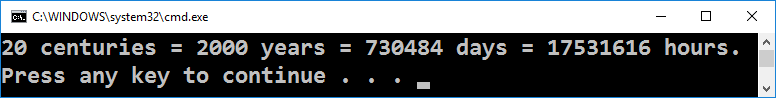 C:\WINDOWS\system32\cmd.exe
20 centuries = 2000 years = 730484 days = 17531616 hours.
Press any key to continue . . .